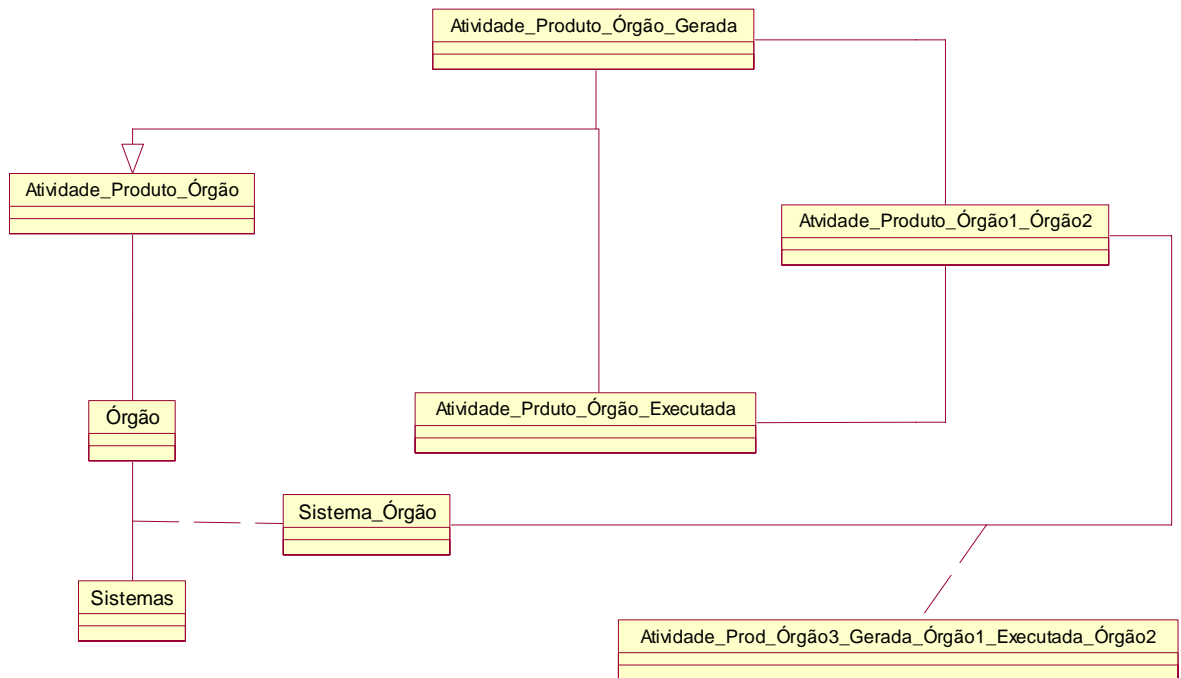 Atividade_Produto_Órgão_Gerada
Atividade_Produto_Órgão
Atvidade_Produto_Órgão1_Órgão2
Órgão
Atividade_Prduto_Órgão_Executada
Sistema_Órgão
Sistemas
Atividade_Prod_Órgão3_Gerada_Órgão1_Executada_Órgão2